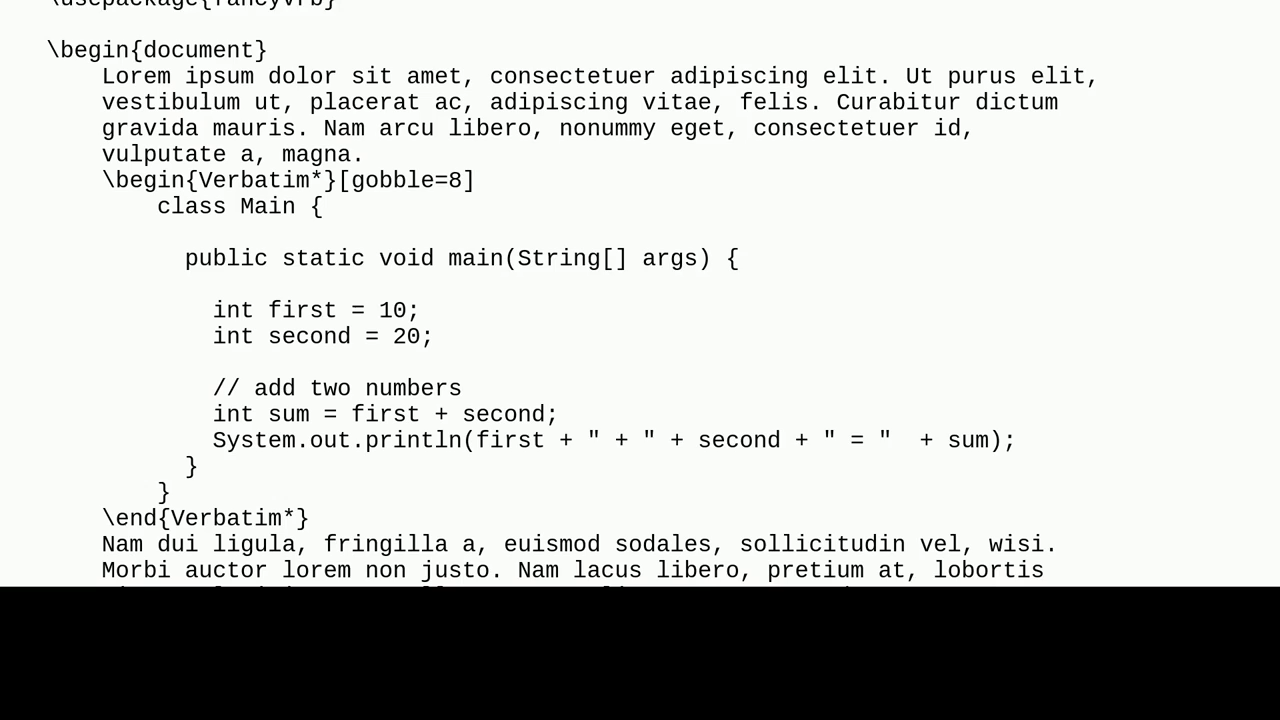 \usepackage{fancyvrb}
\begin{document}
Lorem ipsum dolor sit amet, consectetuer adipiscing elit. Ut purus elit,
vestibulum ut, placerat ac, adipiscing vitae, felis. Curabitur dictum
gravida mauris. Nam arcu libero, nonummy eget, consectetuer id,
vulputate a, magna.
\begin{Verbatim*}[gobble=8]
class Main {
public static void main(String[] args) {
int first = 10;
int second = 20;
// add two numbers
int sum = first + second;
System.out.println(first + " + " + second + " = "  + sum);
}
}
\end{Verbatim*}
Nam dui ligula, fringilla a, euismod sodales, sollicitudin vel, wisi.
Morbi auctor lorem non justo. Nam lacus libero, pretium at, lobortis